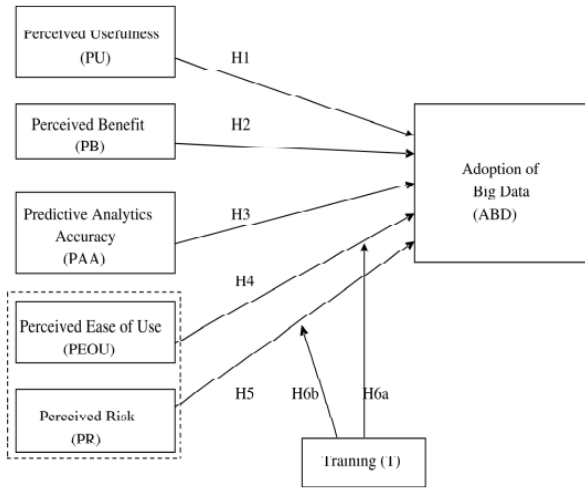 Perceived Usefulness
(PU)
H1
Perceived Benefit
(PB)
H2
Adoption of
Big Data
(ABD)
Predictive Analytics
Accuracy
(PAA)
H3
H4
Perceived Ease of Use
(PEOU)
H5
H6b
H6a
Perceived Risk
(PR)
Training (T)